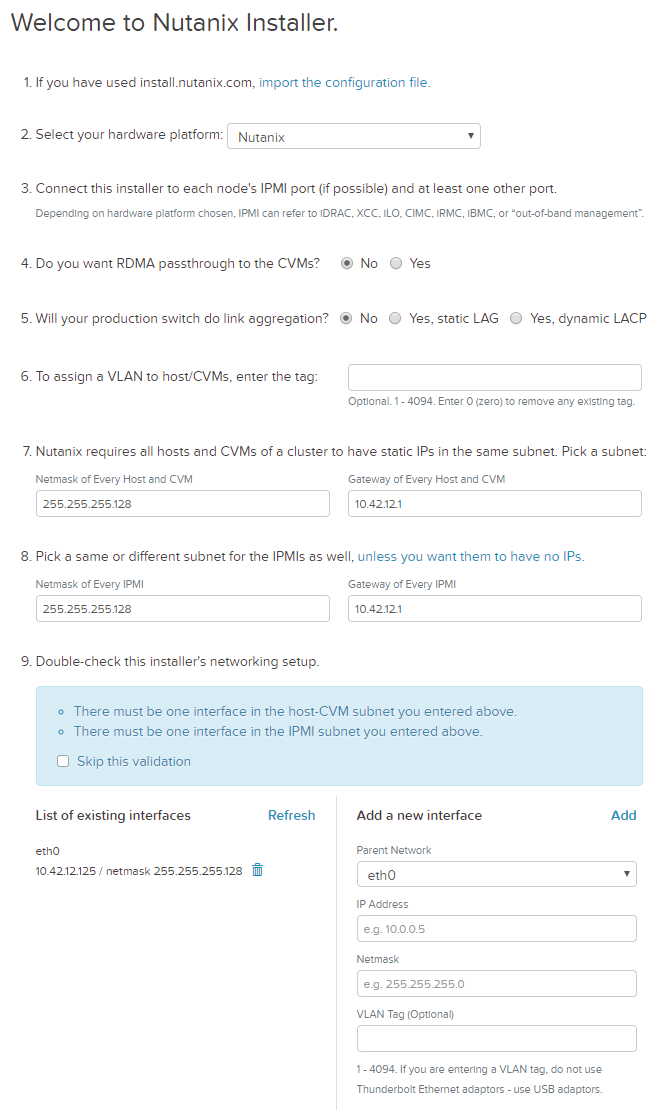 Welcome to Nutanix Installer.
1. If you have used install.nutanix.com, import the configuration file.
2. Select your hardware platform: Nutanix
3. Connect this installer to each node's IPMI port (if possible) and at least one other port.
Depending on hardware platform chosen, IPMI can refer to IDRAC, XCC, ILO, CIMC, IRMC, IBMC, or "out-of-band management".
4. Do you want RDMA passthrough to the CVMs? No Yes
5. Will your production switch do link aggregation? No Yes, static LAG Yes, dynamic LACP
6. To assign a VLAN to host/CVMs, enter the tag:
Optional. 1 - 4094. Enter 0 (zero) to remove any existing tag.
7. Nutanix requires all hosts and CVMs of a cluster to have static IPs in the same subnet. Pick a subnet:
Netmask of Every Host and CVM Gateway of Every Host and CVM
255.255.255.128 10.42.12.1
8. Pick a same or different subnet for the IPMIs as well, unless you want them to have no IPs.
Netmask of Every IPMI Gateway of Every IPMI
255.255.255.128 10.42.12.1
9. Double-check this installer's networking setup.
There must be one interface in the host-CVM subnet you entered above.
There must be one interface in the IPMI subnet you entered above.
Skip this validation
List of existing interfaces Refresh
eth0
10.42.12.125 / netmask 255.255.255.128
Add a new interface Add
Parent Network
eth0
IP Address
e.g. 10.0.0.5
Netmask
e.g. 255.255.255.0
VLAN Tag (Optional)
1 - 4094. If you are entering a VLAN tag, do not use
Thunderbolt Ethernet adaptors - use USB adaptors.